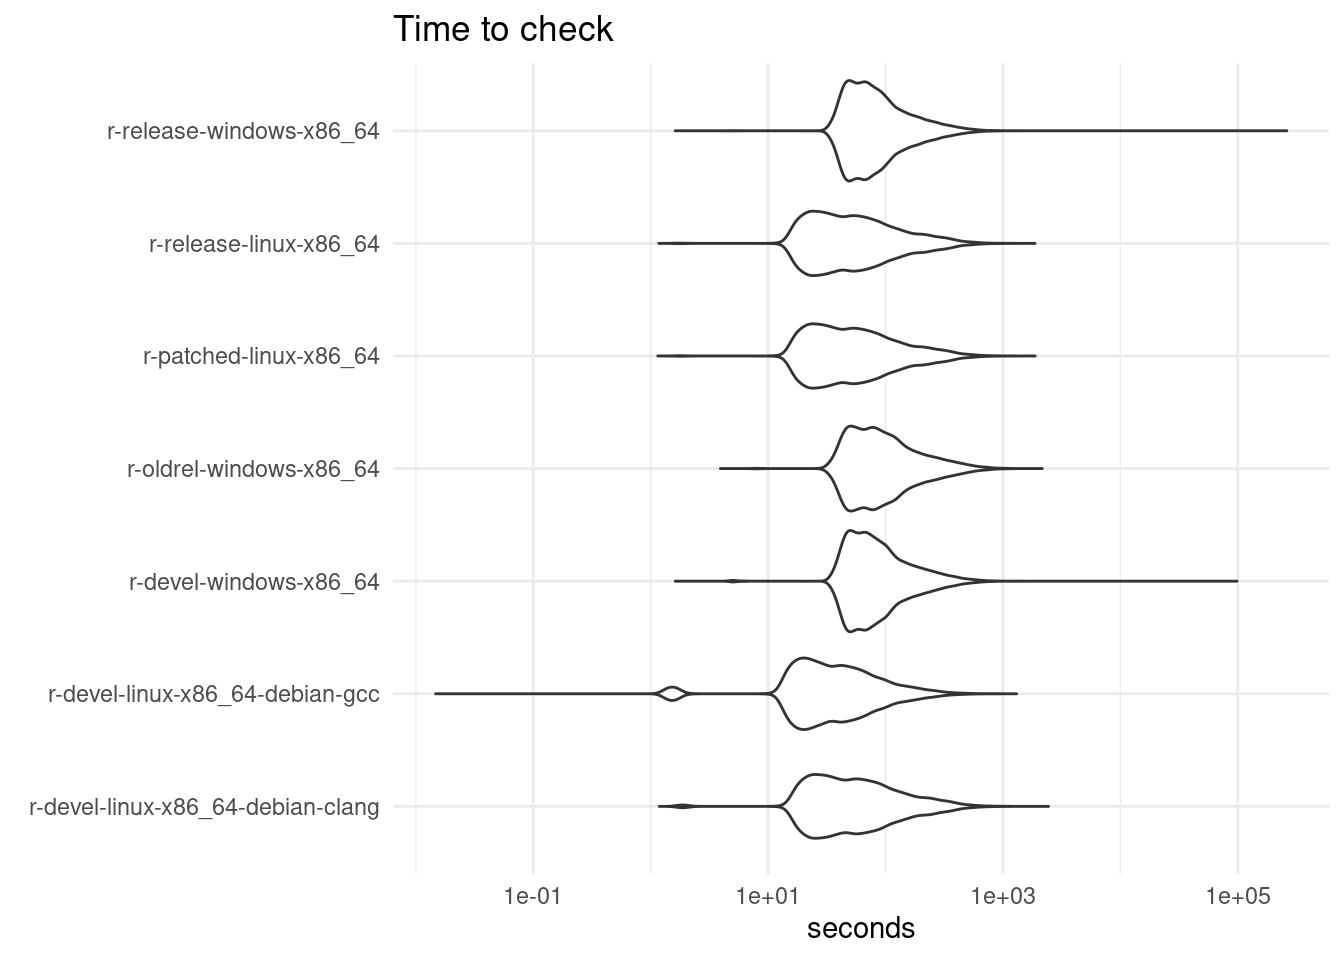 Time to check
r-release-windows-x86_64
r-release-linux-x86_64
r-patched-linux-x86_64
r-oldrel-windows-x86_64
r-devel-windows-x86_64
r-devel-linux-x86_64-debian-gcc
r-devel-linux-x86_64-debian-clang
1e-01 1e+01 1e+03 1e+05
seconds